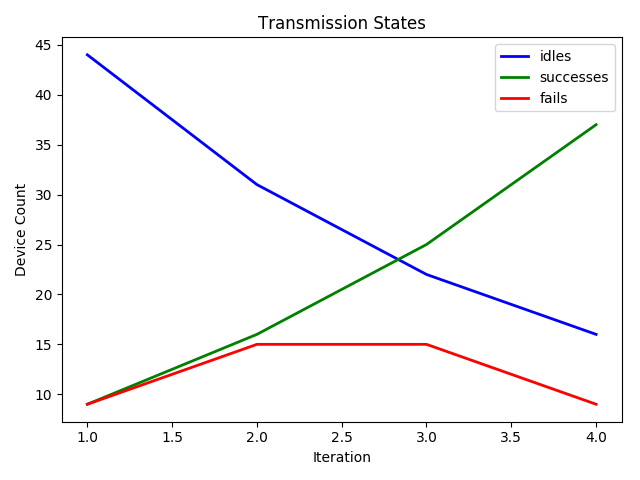 Transmission States
45
40
35
30
25
20
15
10
Device Count
idles
successes
fails
1.0 1.5 2.0 2.5 3.0 3.5 4.0
Iteration